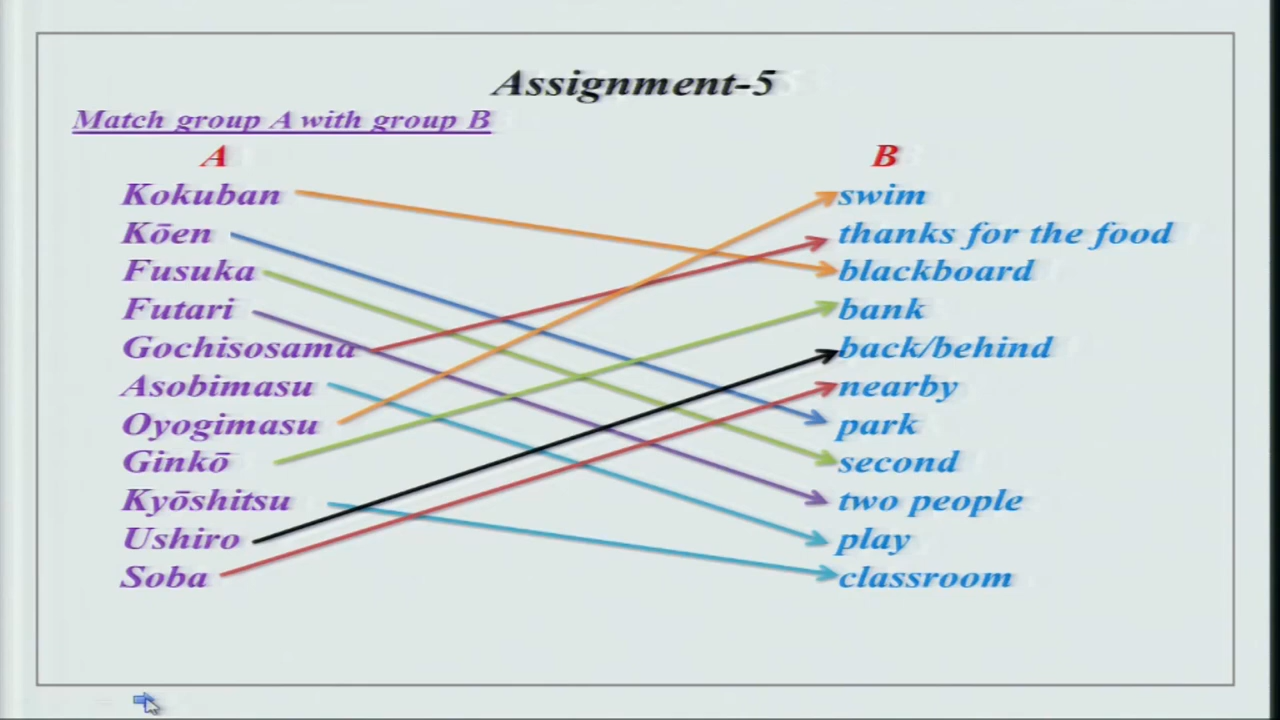 Assignment-5
Match group A with group B
A B
Kokuban swim
Kōen thanks for the food
Fusuka blackboard
Futari bank
Gochisosama back/behind
Asobimasu nearby
Oyogimasu park
Ginkō second
Kyōshitsu two people
Ushiro play
Soba classroom